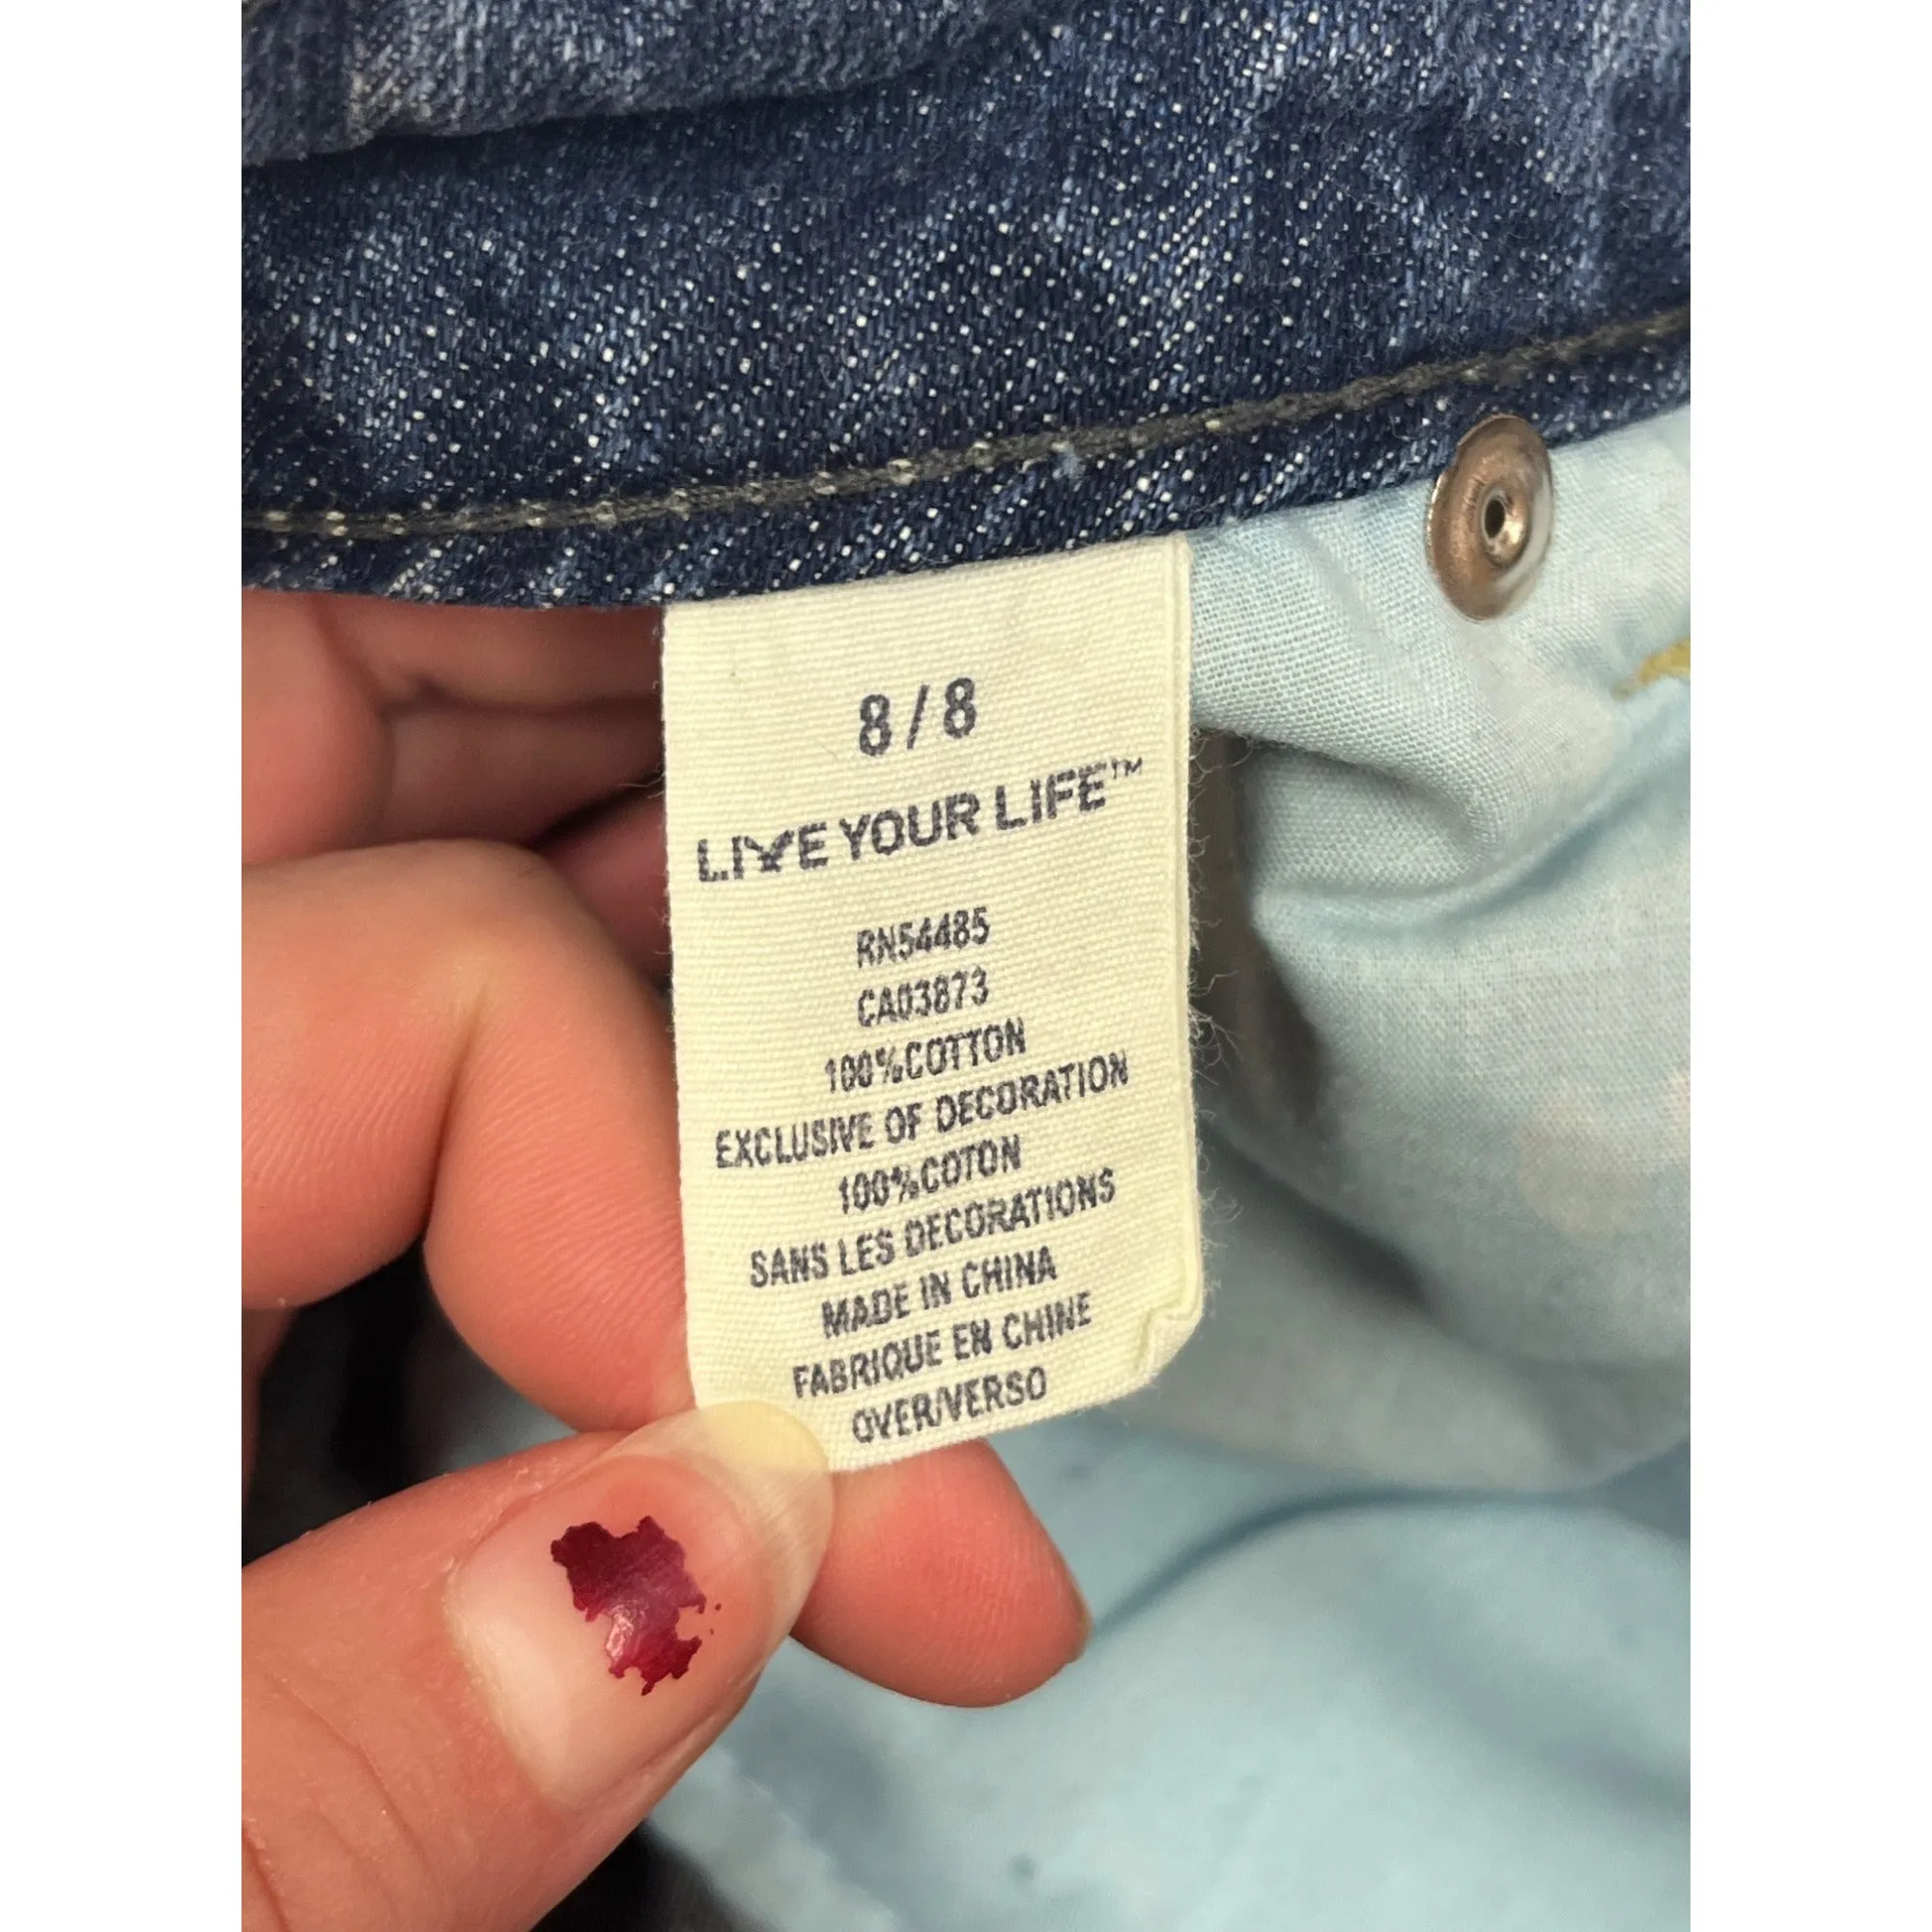 8/8
LIVE YOUR LIFE™
RN54485
CA03873
100%COTTON
EXCLUSIVE OF DECORATION
100%COTON
SANS LES DECORATIONS
MADE IN CHINA
FABRIQUE EN CHINE
OVER/VERSO